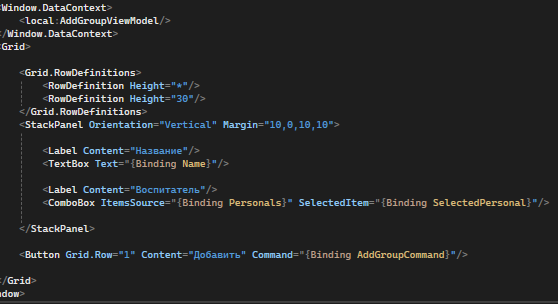 <Window.DataContext>
<local:AddGroupViewModel/>
</Window.DataContext>
<Grid>
<Grid.RowDefinitions>
<RowDefinition Height="*"/>
<RowDefinition Height="30"/>
</Grid.RowDefinitions>
<StackPanel Orientation="Vertical" Margin="10,0,10,10">
<Label Content="Название"/>
<TextBox Text="{Binding Name}"/>
<Label Content="Воспитатель"/>
<ComboBox ItemsSource="{Binding Personals}" SelectedItem="{Binding SelectedPersonal}"/>
</StackPanel>
<Button Grid.Row="1" Content="Добавить" Command="{Binding AddGroupCommand}"/>
</Grid>
ndow>